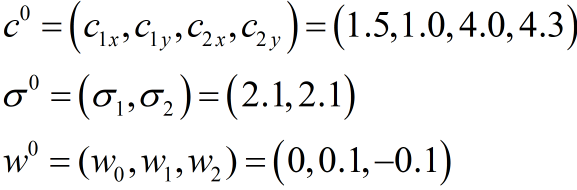 c⁰ = (c₁ₓ, c₁ᵧ, c₂ₓ, c₂ᵧ) = (1.5, 1.0, 4.0, 4.3)
σ⁰ = (σ₁, σ₂) = (2.1, 2.1)
w⁰ = (w₀, w₁, w₂) = (0, 0.1, −0.1)